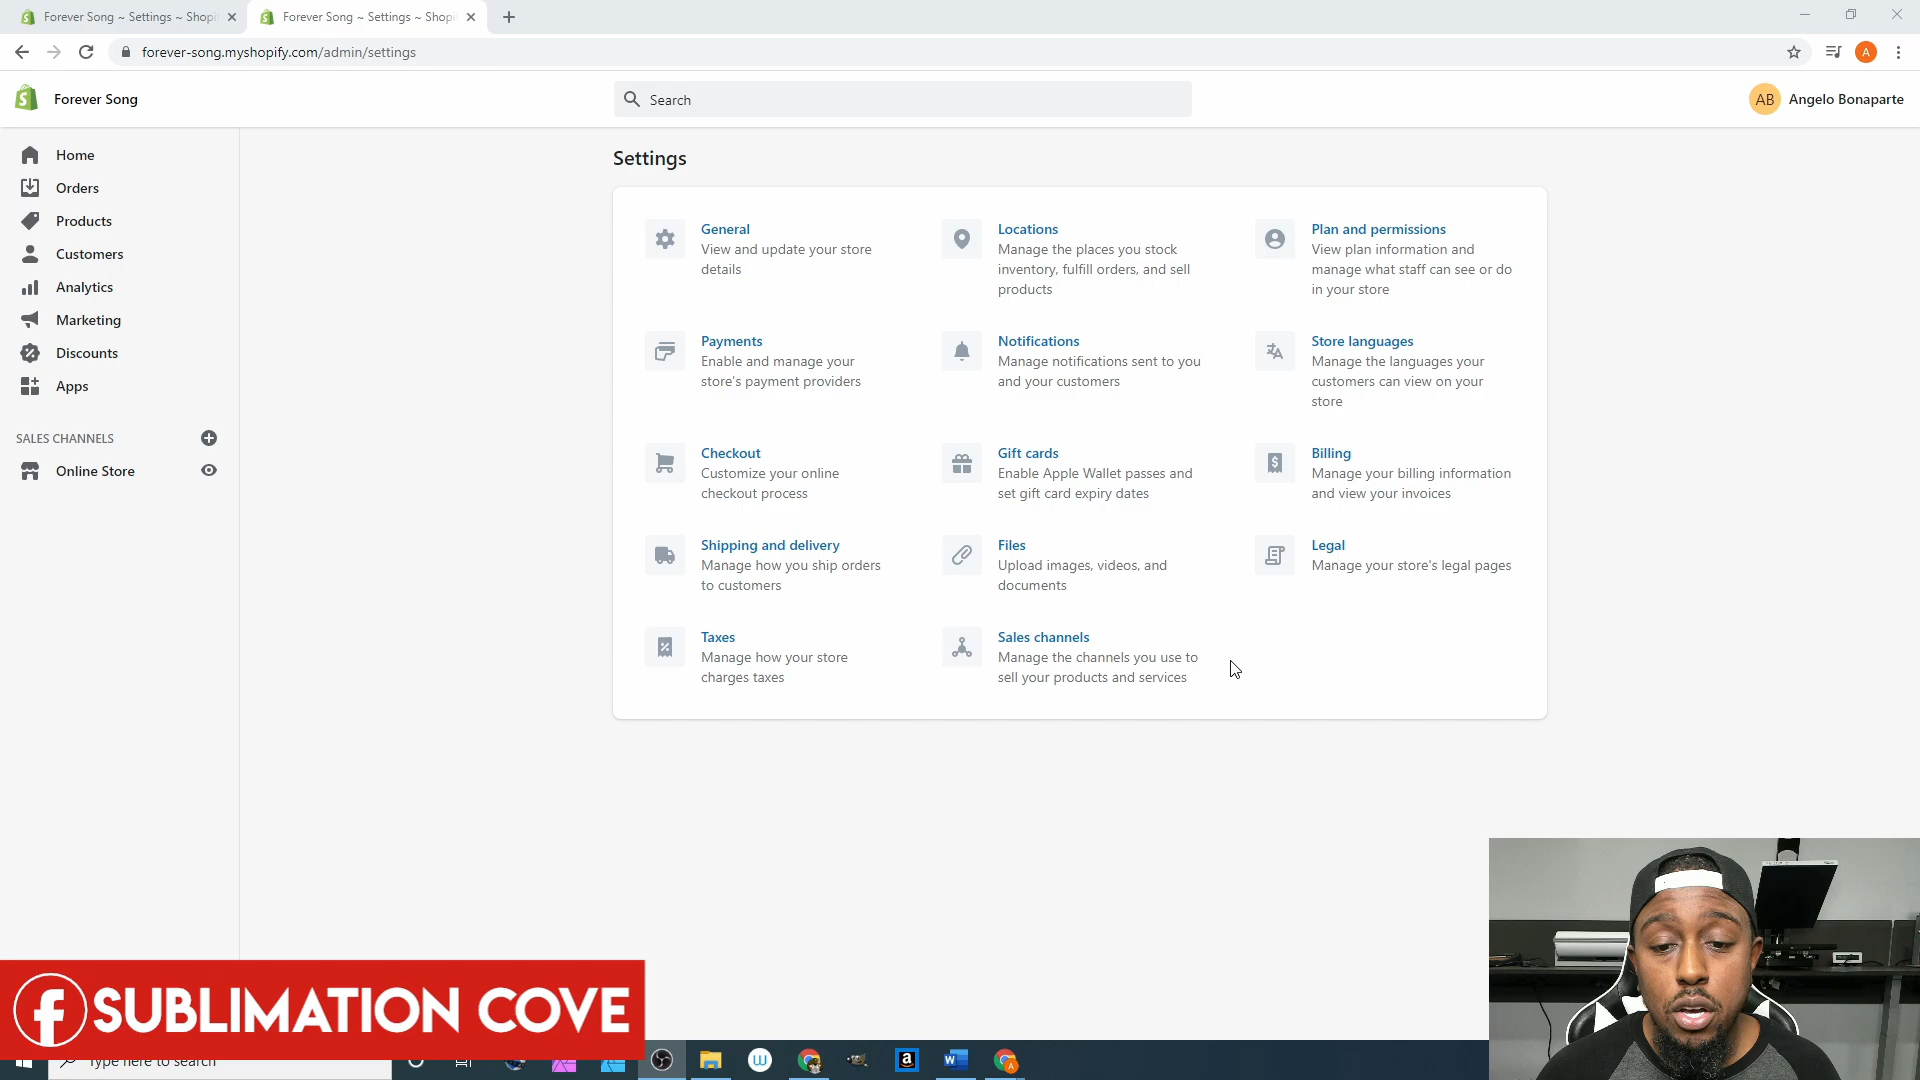 Forever Song ~ Settings ~ Shopi
Forever Song ~ Settings ~ Shopi
forever-song.myshopify.com/admin/settings
A
Forever Song
Search
AB
Angelo Bonaparte
Home
Orders
Products
Customers
Analytics
Marketing
Discounts
Apps
SALES CHANNELS
Online Store
Settings
General
View and update your store
details
Locations
Manage the places you stock
inventory, fulfill orders, and sell
products
Plan and permissions
View plan information and
manage what staff can see or do
in your store
Payments
Enable and manage your
store's payment providers
Notifications
Manage notifications sent to you
and your customers
Store languages
Manage the languages your
customers can view on your
store
Checkout
Customize your online
checkout process
Gift cards
Enable Apple Wallet passes and
set gift card expiry dates
Billing
Manage your billing information
and view your invoices
Shipping and delivery
Manage how you ship orders
to customers
Files
Upload images, videos, and
documents
Legal
Manage your store's legal pages
Taxes
Manage how your store
charges taxes
Sales channels
Manage the channels you use to
sell your products and services
SUBLIMATION COVE
Type here to search